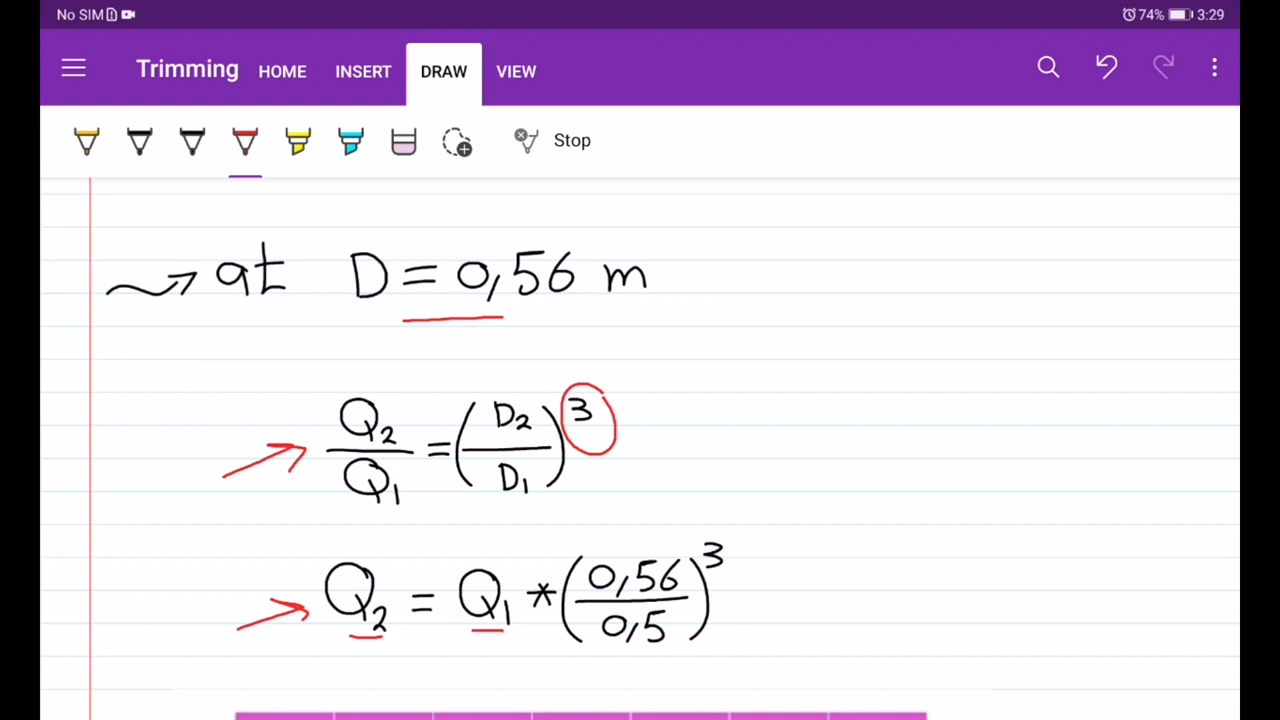 No SIM 74% 3:29
Trimming HOME INSERT DRAW VIEW
Stop
at D = 0,56 m
Q2/Q1 = (D2/D1)^3
Q2 = Q1 * (0,56/0,5)^3